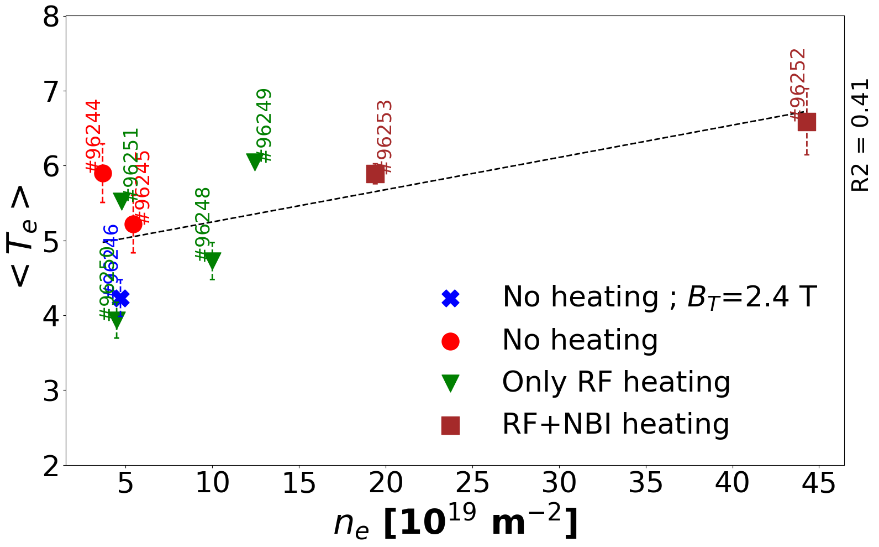 8
7
6
5
4
3
2
< T_e >
#96244
#96251
#96245
#96246
#96250
#96248
#96249
#96253
#96252
R2 = 0.41
No heating ; B_T=2.4 T
No heating
Only RF heating
RF+NBI heating
5 10 15 20 25 30 35 40 45
n_e [10^19 m^−2]